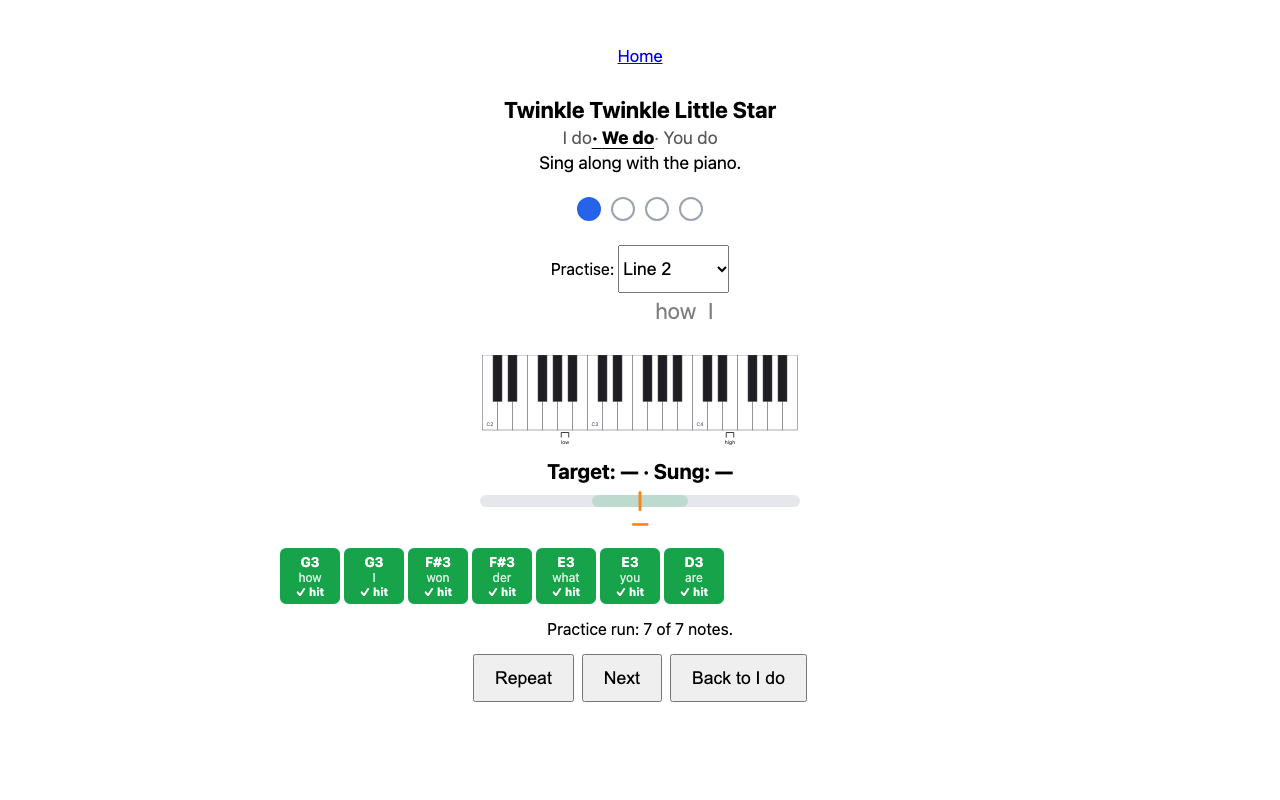 Home
Twinkle Twinkle Little Star
I do · We do · You do
Sing along with the piano.
Practise: Line 2
how I
C2 C3 C4
low high
Target: — · Sung: —
—
G3 G3 F#3 F#3 E3 E3 D3
how I won der what you are
✓ hit ✓ hit ✓ hit ✓ hit ✓ hit ✓ hit ✓ hit
Practice run: 7 of 7 notes.
Repeat Next Back to I do